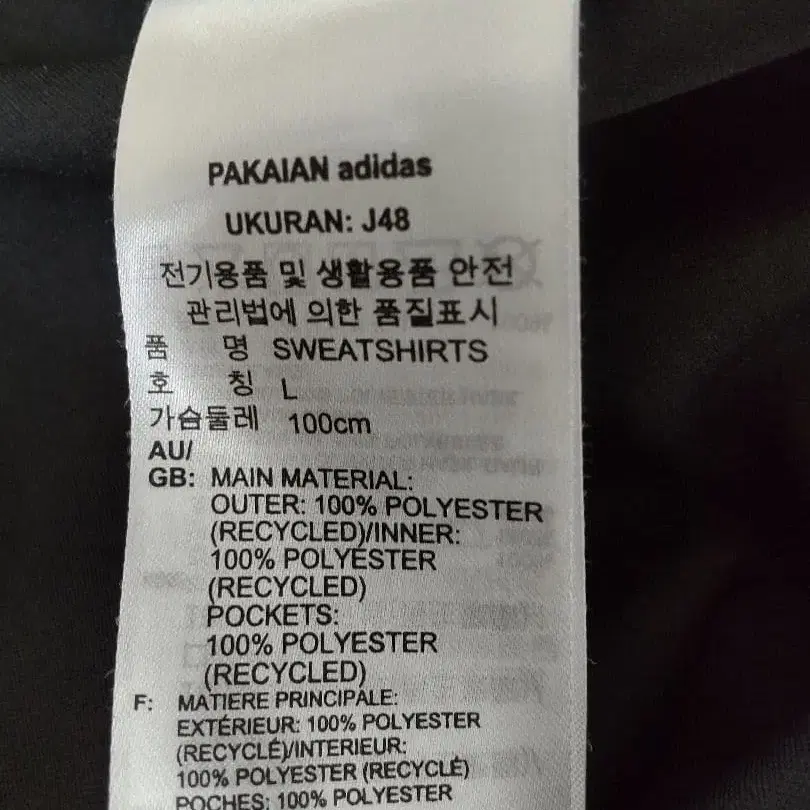 PAKAIAN adidas
UKURAN: J48
전기용품 및 생활용품 안전
관리법에 의한 품질표시
품 명 SWEATSHIRTS
호 칭 L
가슴둘레 100cm
AU/
GB: MAIN MATERIAL:
OUTER: 100% POLYESTER
(RECYCLED)/INNER:
100% POLYESTER
(RECYCLED)
POCKETS:
100% POLYESTER
(RECYCLED)
F: MATIERE PRINCIPALE:
EXTÉRIEUR: 100% POLYESTER
(RECYCLÉ)/INTERIEUR:
100% POLYESTER (RECYCLÉ)
POCHES: 100% POLYESTER